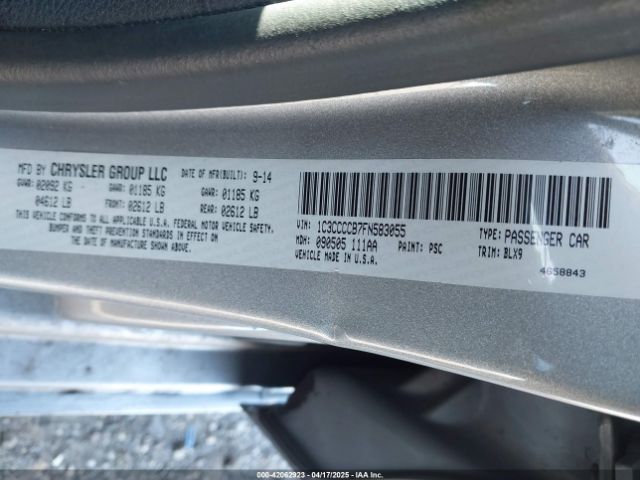 MFD BY CHRYSLER GROUP LLC DATE OF MFR(BUILT): 9-14
GVWR: 02092 KG GAWR: 01185 KG GAWR: 01185 KG
04612 LB FRONT: 02612 LB REAR: 02612 LB
THIS VEHICLE CONFORMS TO ALL APPLICABLE U.S.A. FEDERAL MOTOR VEHICLE SAFETY,
BUMPER AND THEFT PREVENTION STANDARDS IN EFFECT ON
THE DATE OF MANUFACTURE SHOWN ABOVE.
VIN: 1C3CCCCB7FN583055 TYPE: PASSENGER CAR
MDH: 090505 111AA PAINT: PSC TRIM: BLX9
VEHICLE MADE IN U.S.A.
4658843
000-42062923 - 04/17/2025 - IAAI.COM